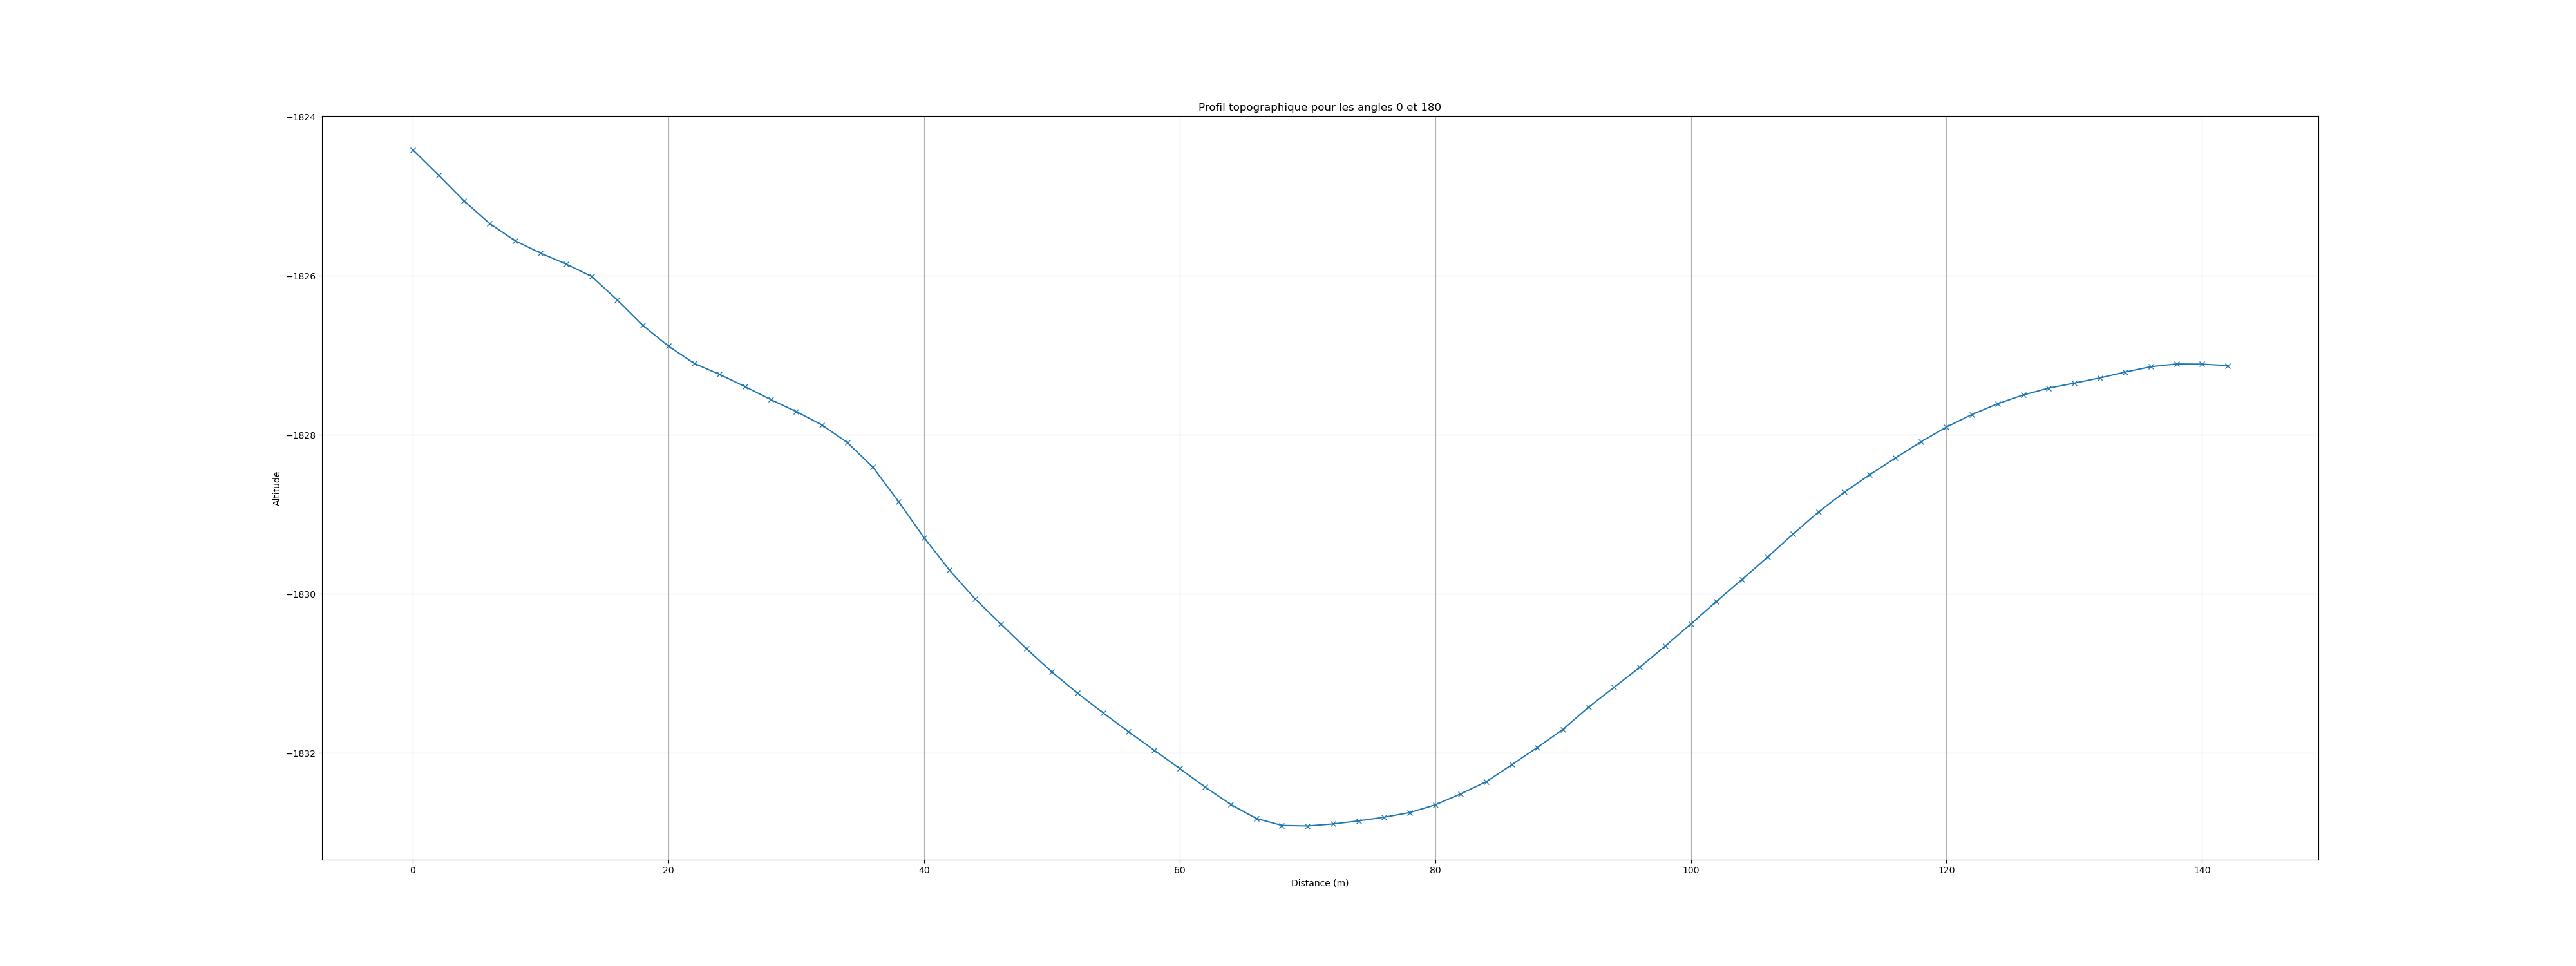 Profil topographique pour les angles 0 et 180
−1824
−1826
−1828
−1830
−1832
Altitude
0 20 40 60 80 100 120 140
Distance (m)